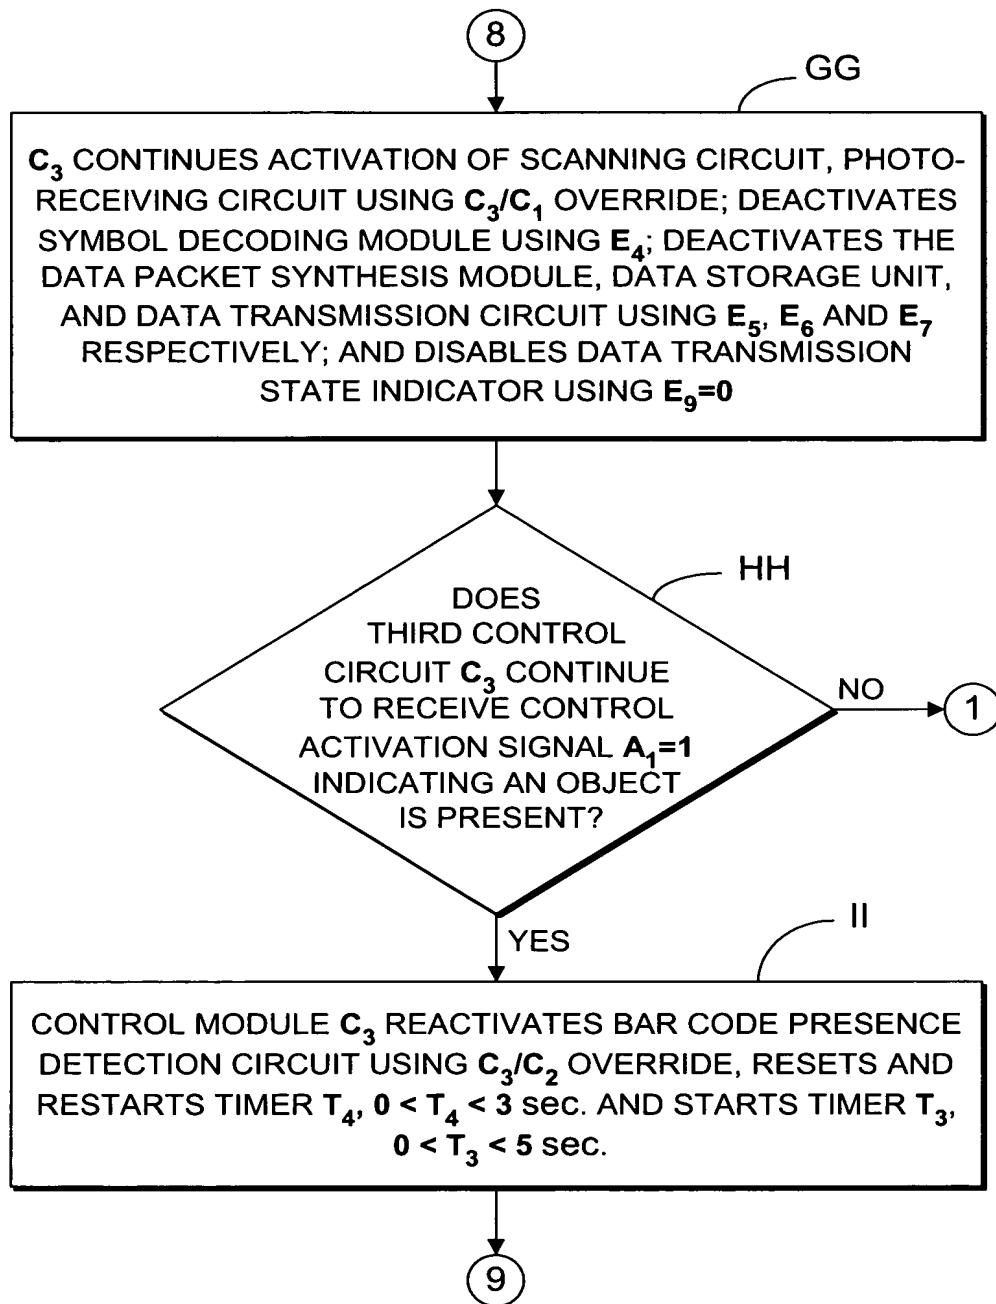 8
GG
C3 CONTINUES ACTIVATION OF SCANNING CIRCUIT, PHOTO-
RECEIVING CIRCUIT USING C3/C1 OVERRIDE; DEACTIVATES
SYMBOL DECODING MODULE USING E4; DEACTIVATES THE
DATA PACKET SYNTHESIS MODULE, DATA STORAGE UNIT,
AND DATA TRANSMISSION CIRCUIT USING E5, E6 AND E7
RESPECTIVELY; AND DISABLES DATA TRANSMISSION
STATE INDICATOR USING E9=0
HH
DOES
THIRD CONTROL
CIRCUIT C3 CONTINUE
TO RECEIVE CONTROL
ACTIVATION SIGNAL A1=1
INDICATING AN OBJECT
IS PRESENT?
NO
1
YES
II
CONTROL MODULE C3 REACTIVATES BAR CODE PRESENCE
DETECTION CIRCUIT USING C3/C2 OVERRIDE, RESETS AND
RESTARTS TIMER T4, 0 < T4 < 3 sec. AND STARTS TIMER T3,
0 < T3 < 5 sec.
9